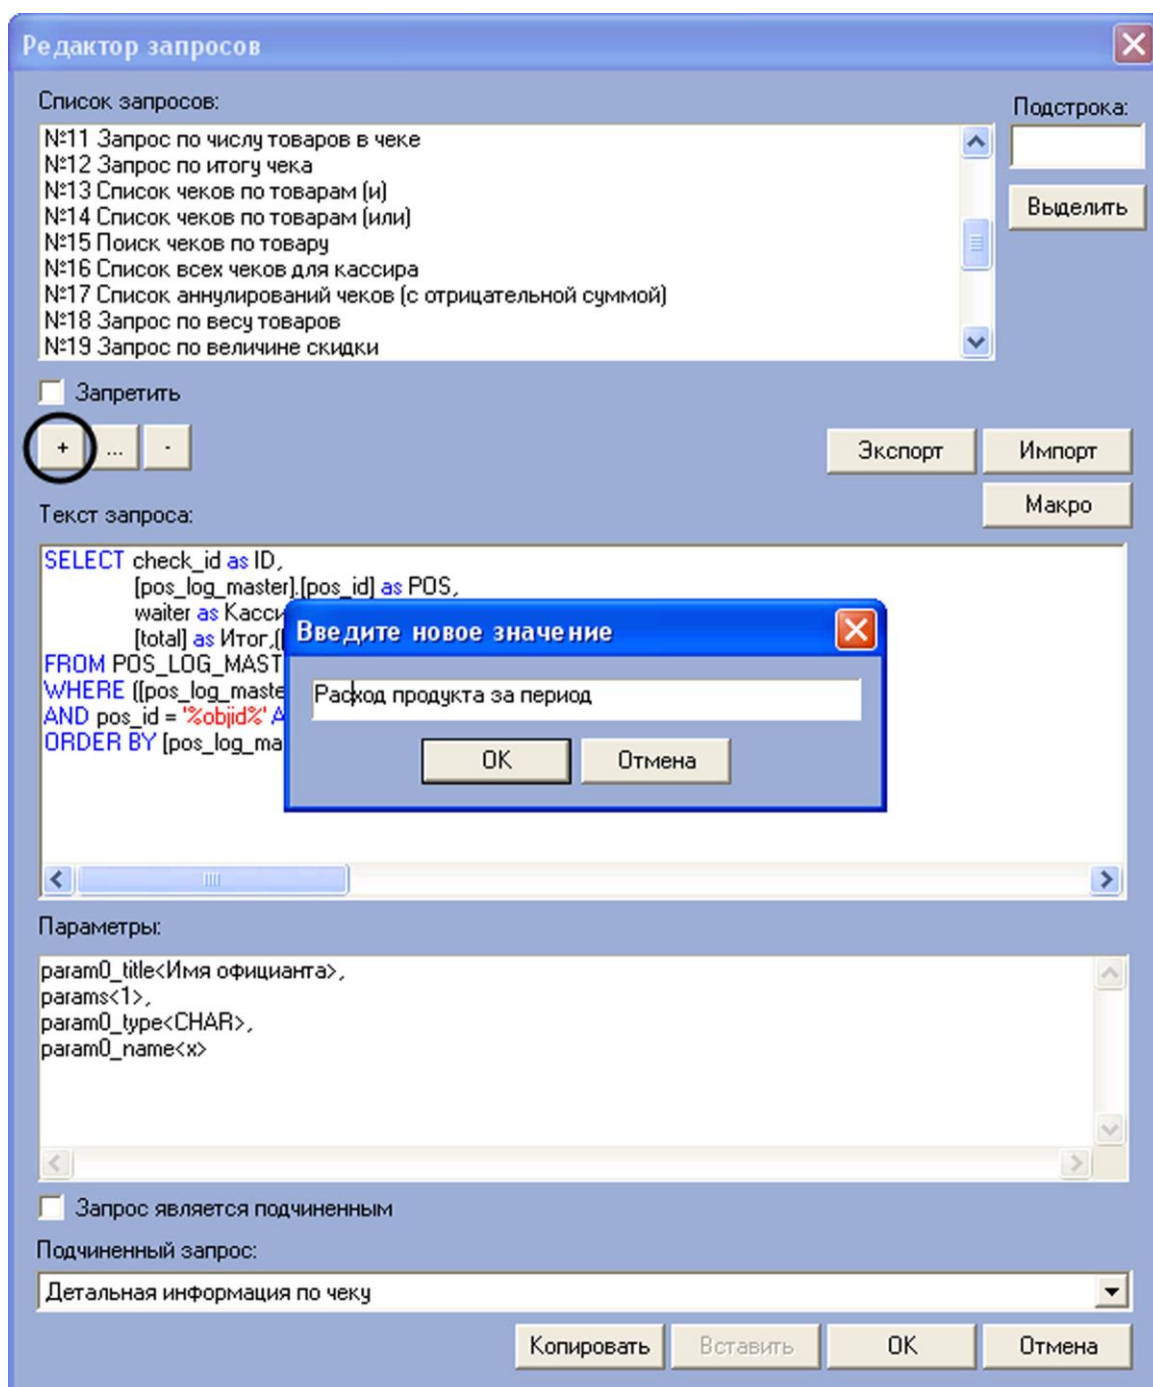 Редактор запросов
Список запросов:
Подстрока:
№11 Запрос по числу товаров в чеке
№12 Запрос по итогу чека
№13 Список чеков по товарам (и)
№14 Список чеков по товарам (или)
№15 Поиск чеков по товару
№16 Список всех чеков для кассира
№17 Список аннулирований чеков (с отрицательной суммой)
№18 Запрос по весу товаров
№19 Запрос по величине скидки
Выделить
Запретить
+ ... -
Экспорт Импорт
Макро
Текст запроса:
SELECT check_id as ID,
[pos_log_master].[pos_id] as POS,
waiter as Касси
[total] as Итог,([
FROM POS_LOG_MAST
WHERE ([pos_log_maste
AND pos_id = '%objid%' A
ORDER BY [pos_log_ma
Введите новое значение
Расход продукта за период
OK Отмена
Параметры:
param0_title<Имя официанта>,
params<1>,
param0_type<CHAR>,
param0_name<x>
Запрос является подчиненным
Подчиненный запрос:
Детальная информация по чеку
Копировать Вставить OK Отмена